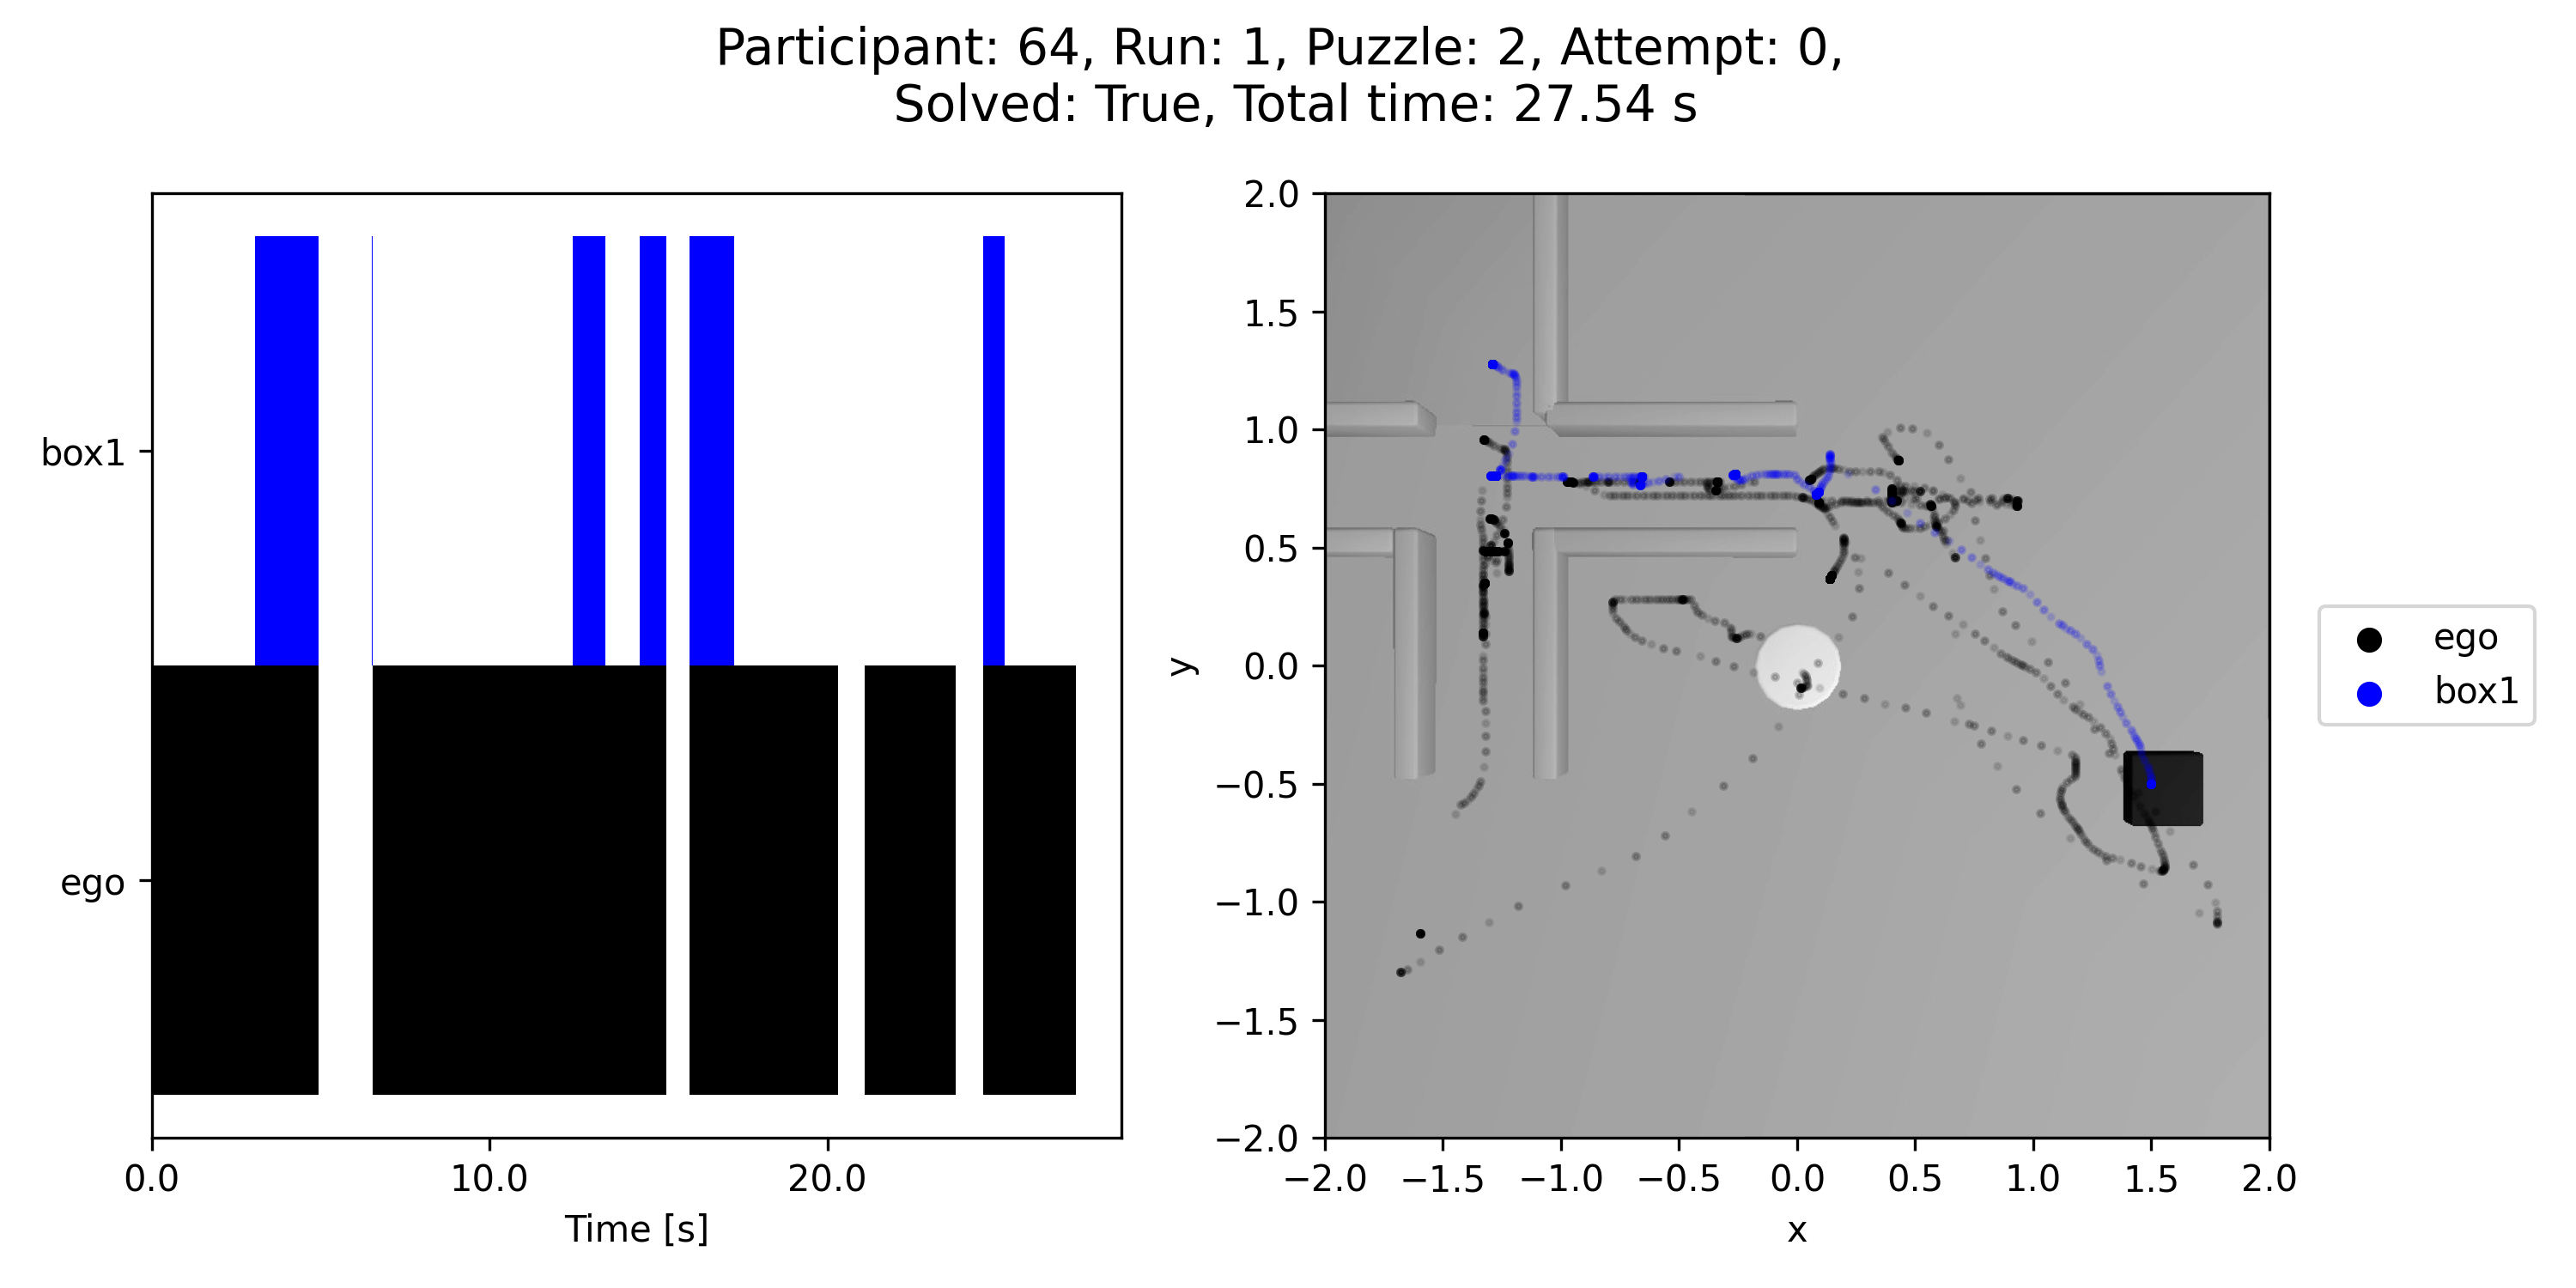 Participant: 64, Run: 1, Puzzle: 2, Attempt: 0,
Solved: True, Total time: 27.54 s
box1
ego
0.0 10.0 20.0
Time [s]
2.0
1.5
1.0
0.5
0.0
−0.5
−1.0
−1.5
−2.0
y
−2.0 −1.5 −1.0 −0.5 0.0 0.5 1.0 1.5 2.0
x
ego
box1